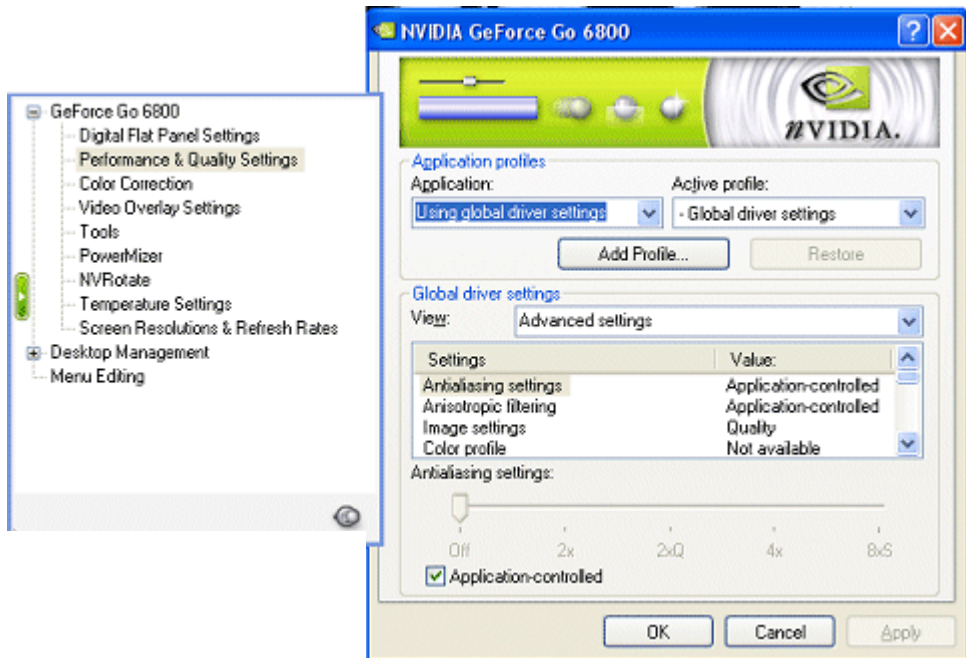 GeForce Go 6800
Digital Flat Panel Settings
Performance & Quality Settings
Color Correction
Video Overlay Settings
Tools
PowerMizer
NVRotate
Temperature Settings
Screen Resolutions & Refresh Rates
Desktop Management
Menu Editing
NVIDIA GeForce Go 6800
nVIDIA.
Application profiles
Application: Active profile:
Using global driver settings - Global driver settings
Add Profile... Restore
Global driver settings
View: Advanced settings
Settings Value:
Antialiasing settings Application-controlled
Anisotropic filtering Application-controlled
Image settings Quality
Color profile Not available
Antialiasing settings:
Off 2x 2xQ 4x 8xS
Application-controlled
OK Cancel Apply